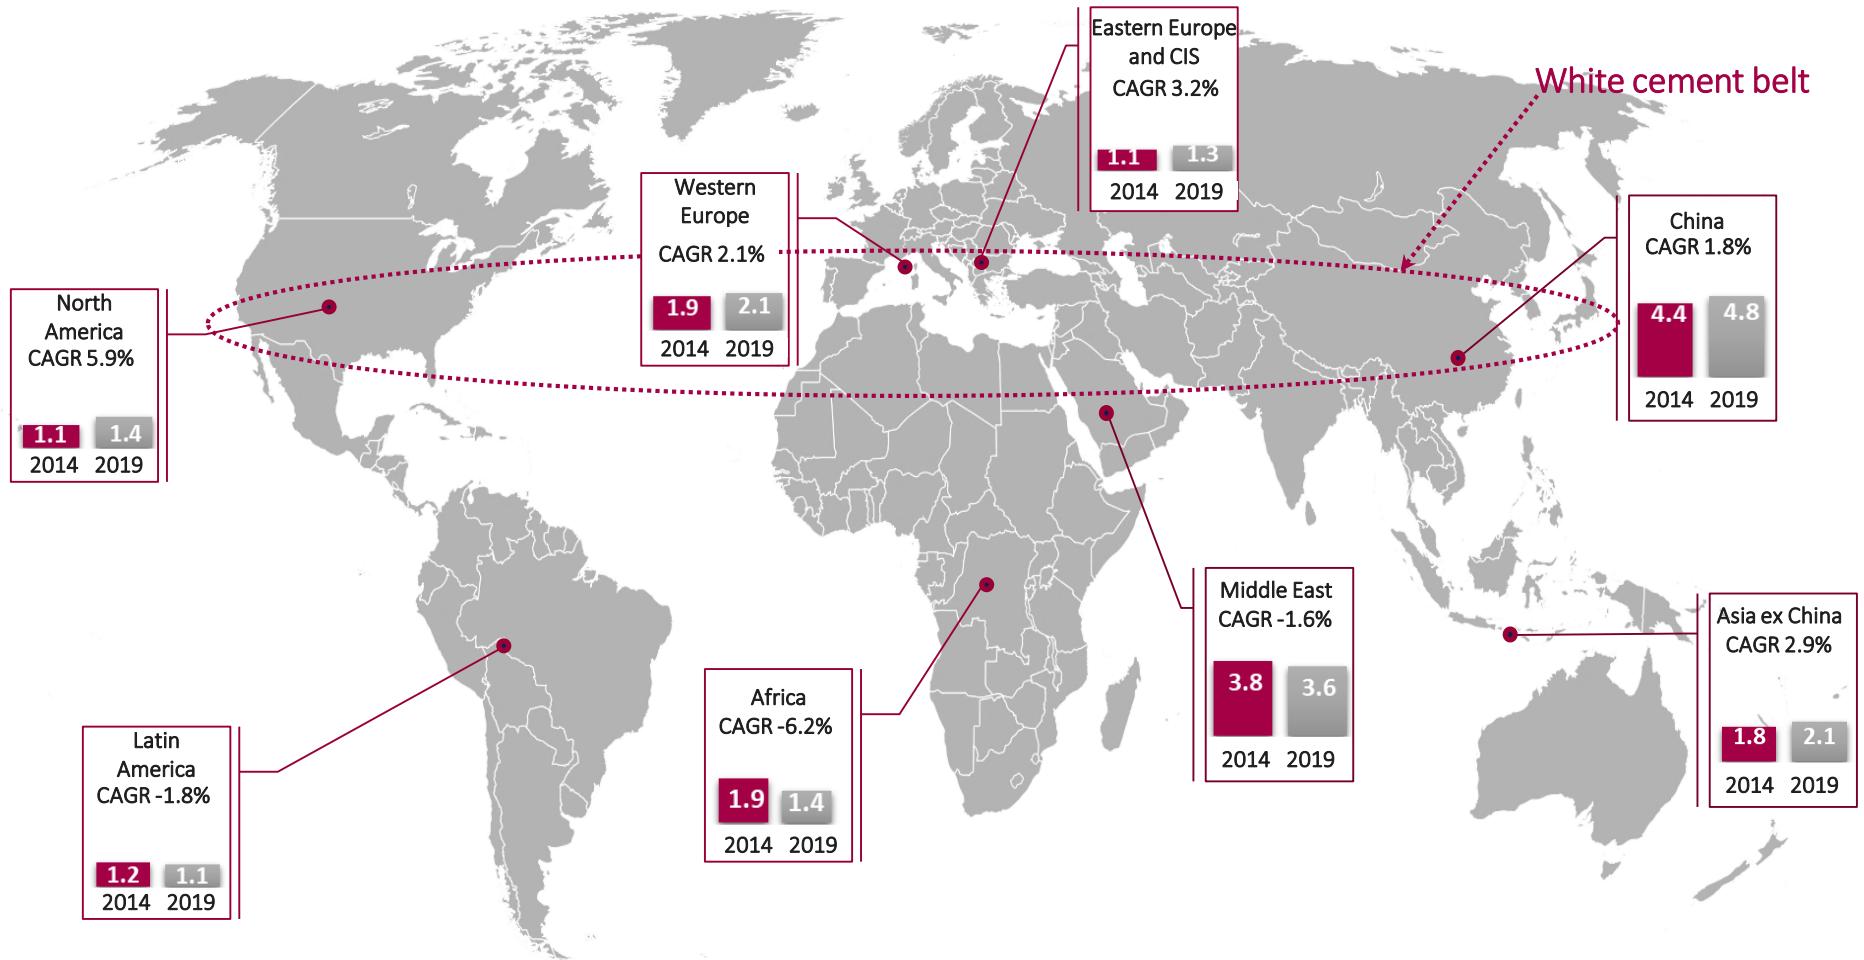 Eastern Europe
and CIS
CAGR 3.2%
1.1 1.3
2014 2019
White cement belt
Western
Europe
CAGR 2.1%
1.9 2.1
2014 2019
China
CAGR 1.8%
4.4 4.8
2014 2019
North
America
CAGR 5.9%
1.1 1.4
2014 2019
Middle East
CAGR -1.6%
3.8 3.6
2014 2019
Asia ex China
CAGR 2.9%
1.8 2.1
2014 2019
Africa
CAGR -6.2%
1.9 1.4
2014 2019
Latin
America
CAGR -1.8%
1.2 1.1
2014 2019